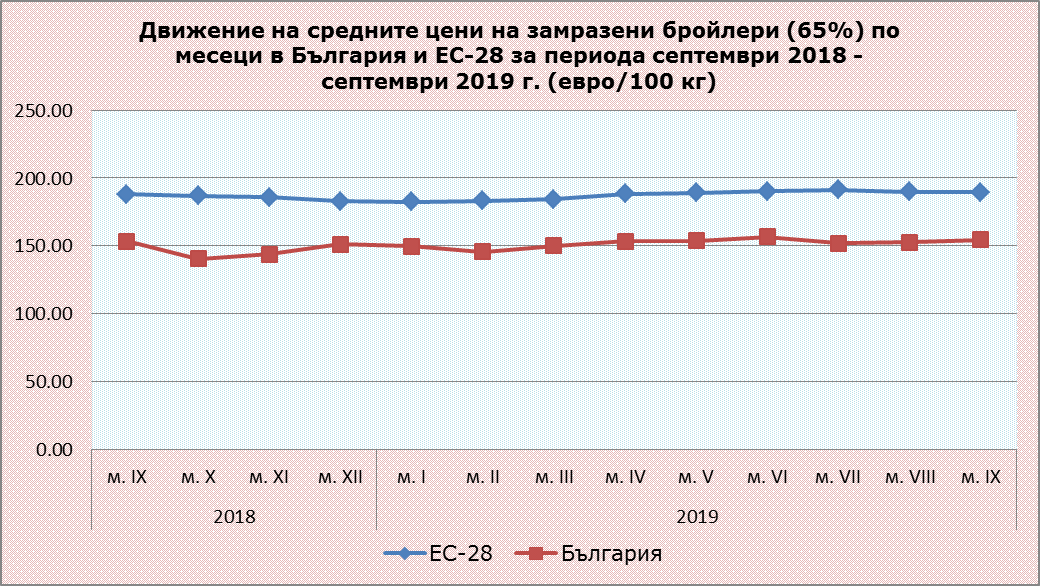 Движение на средните цени на замразени бройлери (65%) по
месеци в България и ЕС-28 за периода септември 2018 -
септември 2019 г. (евро/100 кг)
250.00
200.00
150.00
100.00
50.00
0.00
м. IX м. X м. XI м. XII м. I м. II м. III м. IV м. V м. VI м. VII м. VIII м. IX
2018 2019
ЕС-28 България